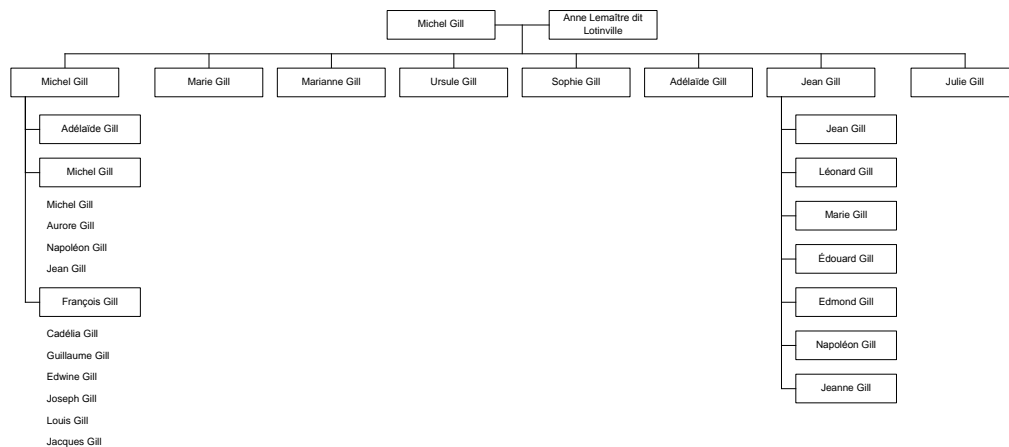 Michel Gill
Anne Lemaître dit
Lotinville
Michel Gill
Marie Gill
Marianne Gill
Ursule Gill
Sophie Gill
Adélaïde Gill
Jean Gill
Julie Gill
Adélaïde Gill
Michel Gill
Michel Gill
Aurore Gill
Napoléon Gill
Jean Gill
François Gill
Cadélia Gill
Guillaume Gill
Edwine Gill
Joseph Gill
Louis Gill
Jacques Gill
Jean Gill
Léonard Gill
Marie Gill
Édouard Gill
Edmond Gill
Napoléon Gill
Jeanne Gill